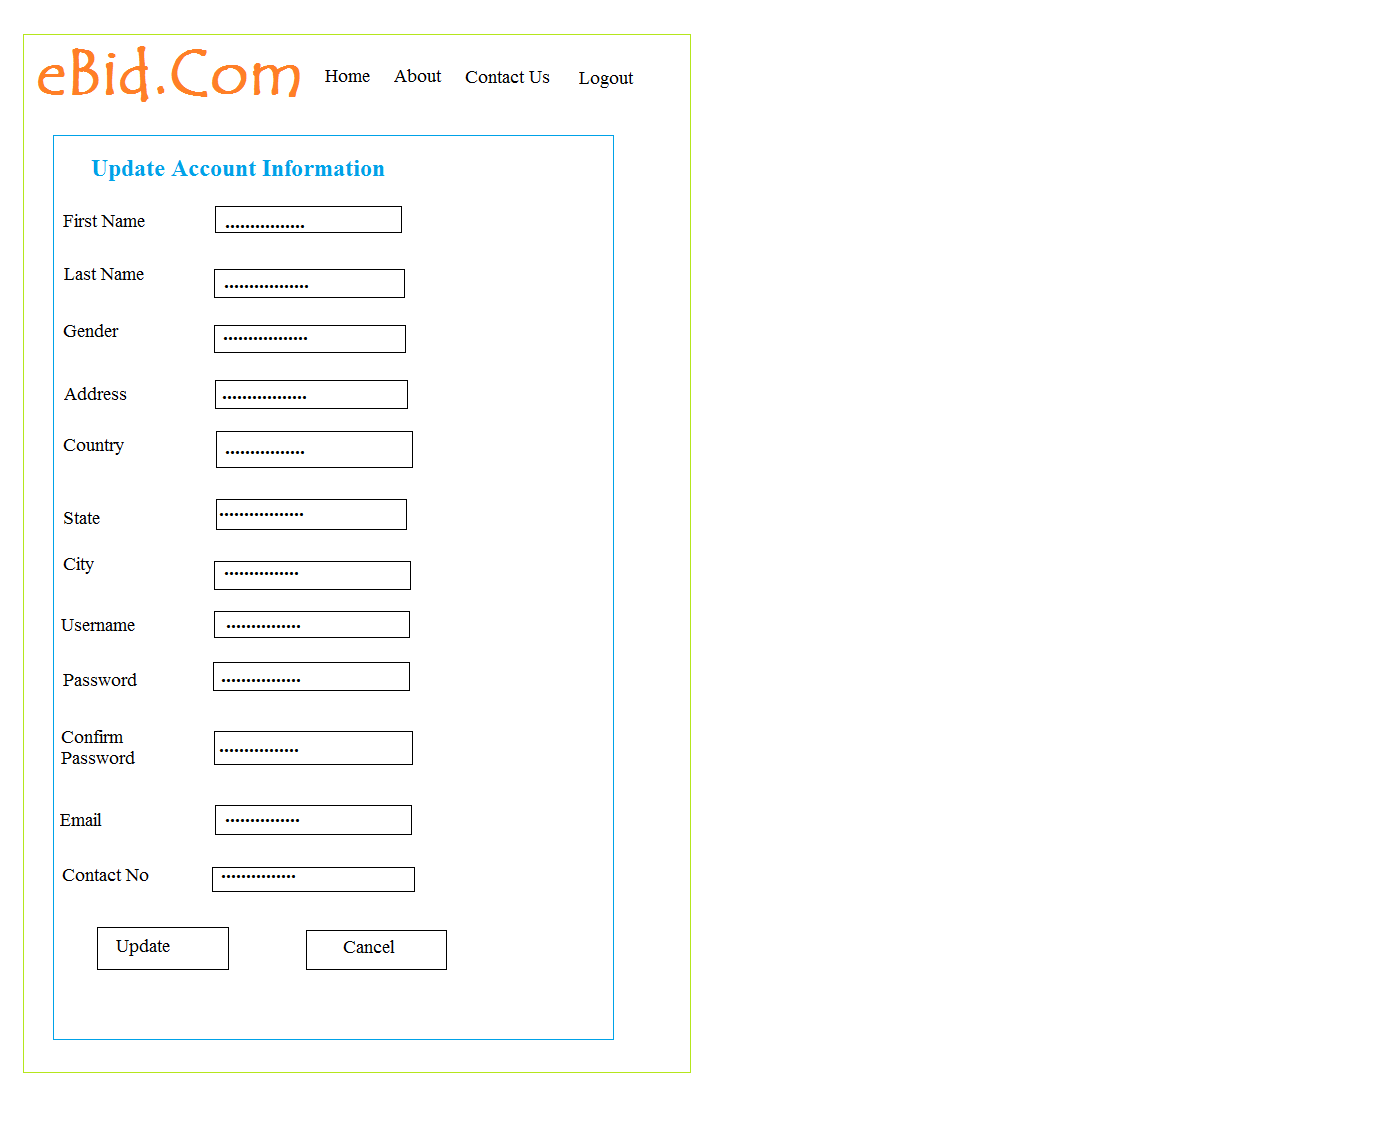 eBid.Com Home About Contact Us Logout
Update Account Information
First Name ................
Last Name .................
Gender .................
Address .................
Country ................
State .................
City ...............
Username ...............
Password ................
Confirm
Password ................
Email ...............
Contact No ...............
Update Cancel